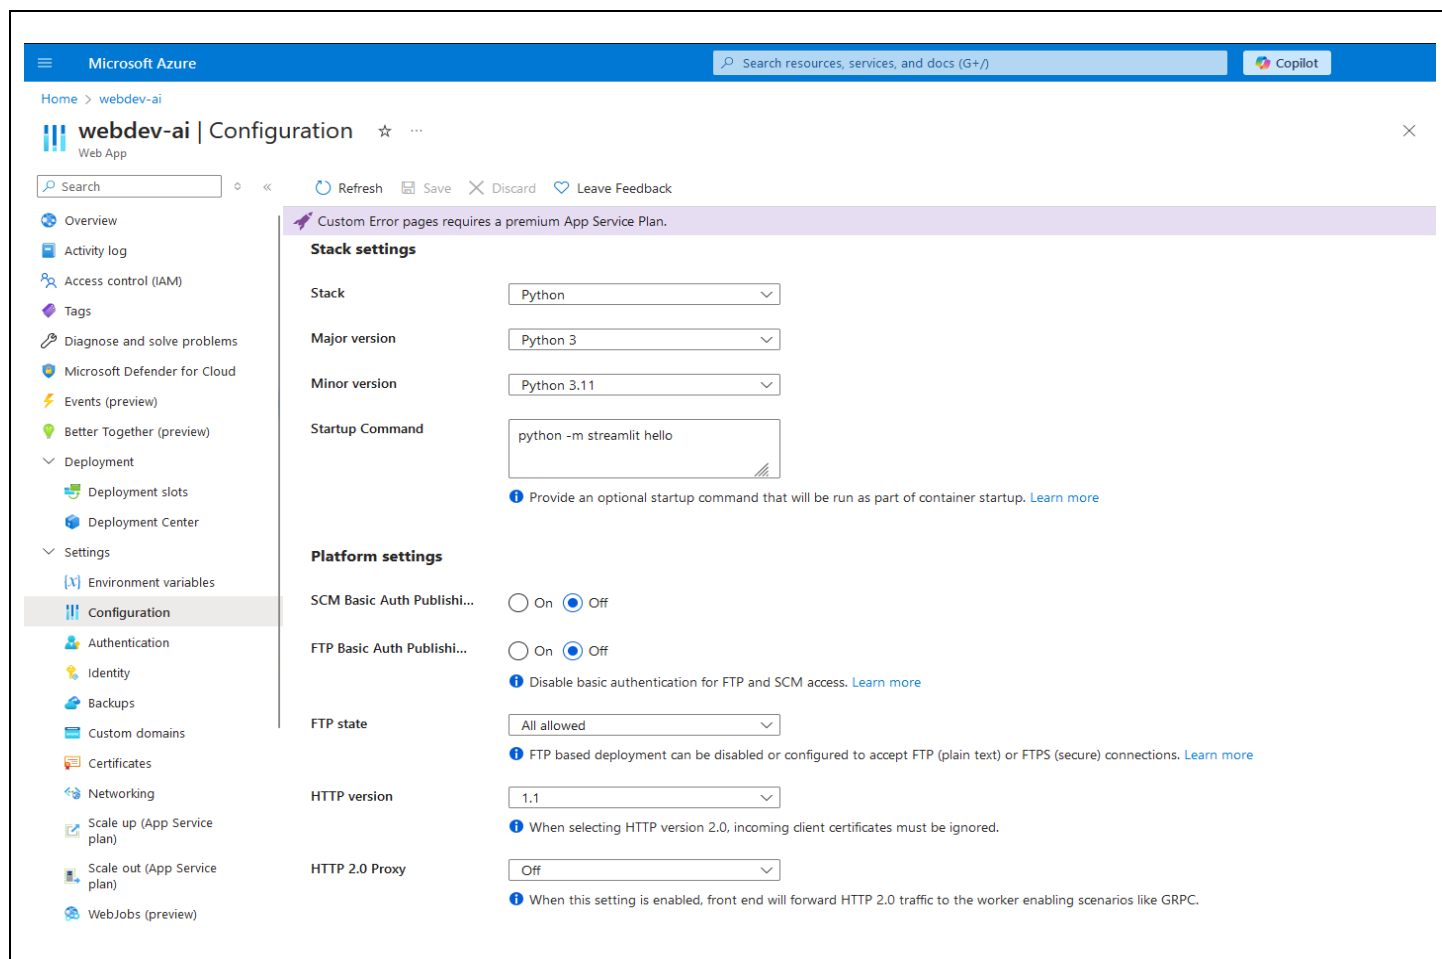 Microsoft Azure
Search resources, services, and docs (G+/)
Copilot
Home > webdev-ai
webdev-ai | Configuration
Web App
Search
Refresh
Save
Discard
Leave Feedback
Custom Error pages requires a premium App Service Plan.
Overview
Activity log
Access control (IAM)
Tags
Diagnose and solve problems
Microsoft Defender for Cloud
Events (preview)
Better Together (preview)
Deployment
Deployment slots
Deployment Center
Settings
Environment variables
Configuration
Authentication
Identity
Backups
Custom domains
Certificates
Networking
Scale up (App Service
plan)
Scale out (App Service
plan)
WebJobs (preview)
Stack settings
Stack
Python
Major version
Python 3
Minor version
Python 3.11
Startup Command
python -m streamlit hello
Provide an optional startup command that will be run as part of container startup. Learn more
Platform settings
SCM Basic Auth Publishi...
On
Off
FTP Basic Auth Publishi...
On
Off
Disable basic authentication for FTP and SCM access. Learn more
FTP state
All allowed
FTP based deployment can be disabled or configured to accept FTP (plain text) or FTPS (secure) connections. Learn more
HTTP version
1.1
When selecting HTTP version 2.0, incoming client certificates must be ignored.
HTTP 2.0 Proxy
Off
When this setting is enabled, front end will forward HTTP 2.0 traffic to the worker enabling scenarios like GRPC.